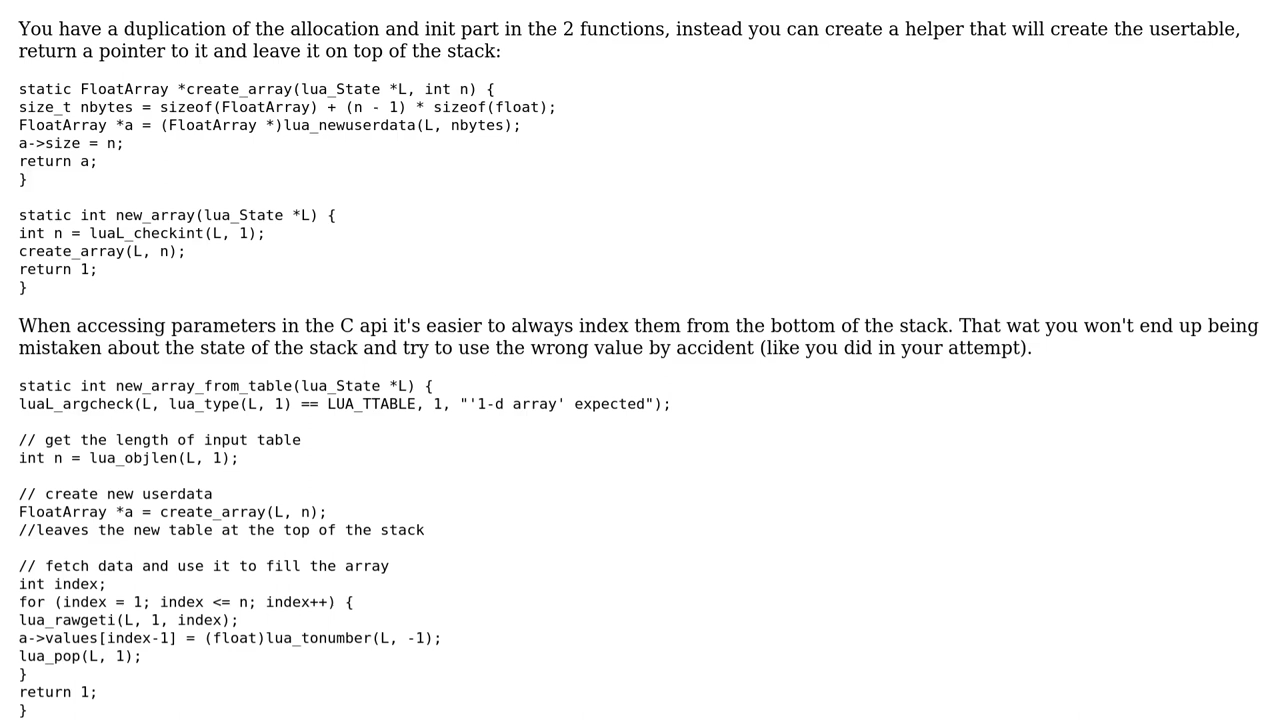 You have a duplication of the allocation and init part in the 2 functions, instead you can create a helper that will create the usertable,
return a pointer to it and leave it on top of the stack:
static FloatArray *create_array(lua_State *L, int n) {
size_t nbytes = sizeof(FloatArray) + (n - 1) * sizeof(float);
FloatArray *a = (FloatArray *)lua_newuserdata(L, nbytes);
a->size = n;
return a;
}
static int new_array(lua_State *L) {
int n = luaL_checkint(L, 1);
create_array(L, n);
return 1;
}
When accessing parameters in the C api it's easier to always index them from the bottom of the stack. That wat you won't end up being
mistaken about the state of the stack and try to use the wrong value by accident (like you did in your attempt).
static int new_array_from_table(lua_State *L) {
luaL_argcheck(L, lua_type(L, 1) == LUA_TTABLE, 1, "'1-d array' expected");
// get the length of input table
int n = lua_objlen(L, 1);
// create new userdata
FloatArray *a = create_array(L, n);
//leaves the new table at the top of the stack
// fetch data and use it to fill the array
int index;
for (index = 1; index <= n; index++) {
lua_rawgeti(L, 1, index);
a->values[index-1] = (float)lua_tonumber(L, -1);
lua_pop(L, 1);
}
return 1;
}